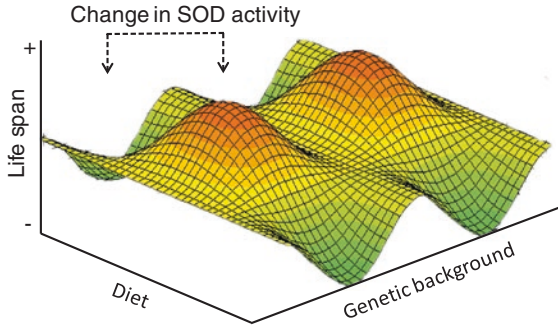 Change in SOD activity
+
Life span
-
Diet
Genetic background